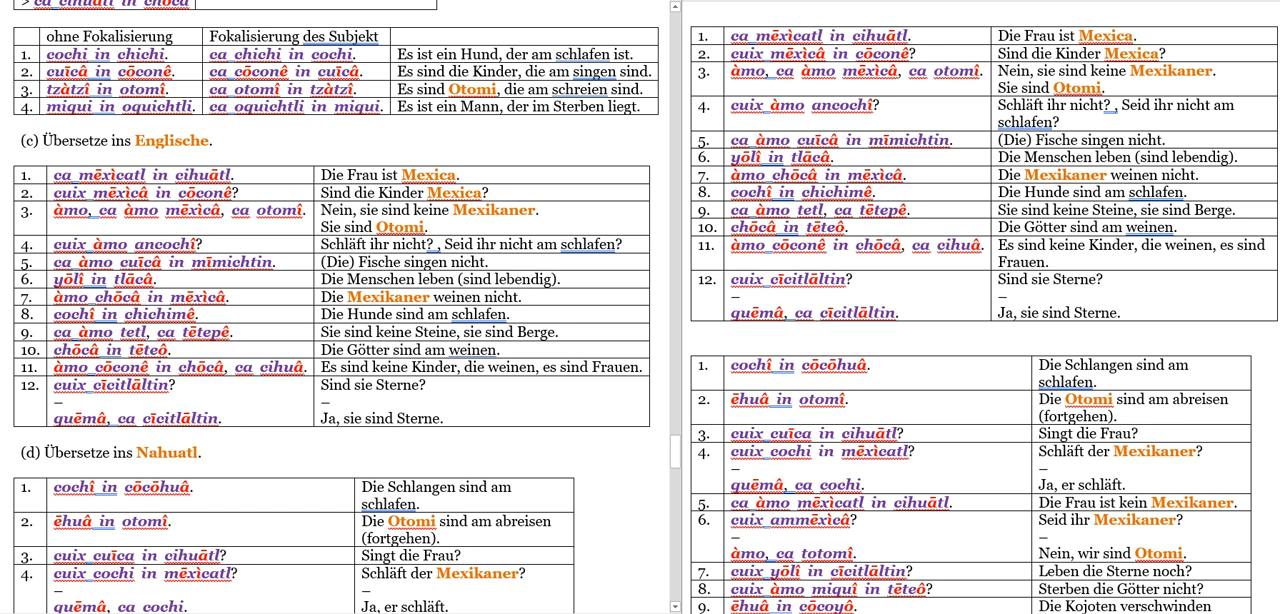 > ca cihuātl in chōca
ohne Fokalisierung Fokalisierung des Subjekt
1. cochi in chichi. ca chichi in cochi. Es ist ein Hund, der am schlafen ist.
2. cuīcâ in cōconê. ca cōconê in cuīcâ. Es sind die Kinder, die am singen sind.
3. tzàtzî in otomî. ca otomî in tzàtzî. Es sind Otomi, die am schreien sind.
4. miqui in oquichtli. ca oquichtli in miqui. Es ist ein Mann, der im Sterben liegt.
(c) Übersetze ins Englische.
1. ca mēxìcatl in cihuātl. Die Frau ist Mexica.
2. cuix mēxìcâ in cōconê? Sind die Kinder Mexica?
3. àmo, ca àmo mēxìcâ, ca otomî. Nein, sie sind keine Mexikaner.
Sie sind Otomi.
4. cuix àmo ancochî? Schläft ihr nicht? , Seid ihr nicht am schlafen?
5. ca àmo cuīcâ in mīmichtin. (Die) Fische singen nicht.
6. yōlî in tlācâ. Die Menschen leben (sind lebendig).
7. àmo chōcâ in mēxìcâ. Die Mexikaner weinen nicht.
8. cochî in chichimê. Die Hunde sind am schlafen.
9. ca àmo tetl, ca tētepê. Sie sind keine Steine, sie sind Berge.
10. chōcâ in tēteô. Die Götter sind am weinen.
11. àmo cōconê in chōcâ, ca cihuâ. Es sind keine Kinder, die weinen, es sind Frauen.
12. cuix cīcitlāltin? Sind sie Sterne?
– –
quēmâ, ca cīcitlāltin. Ja, sie sind Sterne.
(d) Übersetze ins Nahuatl.
1. cochî in cōcōhuâ. Die Schlangen sind am
schlafen.
2. ēhuâ in otomî. Die Otomi sind am abreisen
(fortgehen).
3. cuix cuīca in cihuātl? Singt die Frau?
4. cuix cochi in mēxìcatl? Schläft der Mexikaner?
– –
quēmâ, ca cochi. Ja, er schläft.
1. ca mēxìcatl in cihuātl. Die Frau ist Mexica.
2. cuix mēxìcâ in cōconê? Sind die Kinder Mexica?
3. àmo, ca àmo mēxìcâ, ca otomî. Nein, sie sind keine Mexikaner.
Sie sind Otomi.
4. cuix àmo ancochî? Schläft ihr nicht? , Seid ihr nicht am
schlafen?
5. ca àmo cuīcâ in mīmichtin. (Die) Fische singen nicht.
6. yōlî in tlācâ. Die Menschen leben (sind lebendig).
7. àmo chōcâ in mēxìcâ. Die Mexikaner weinen nicht.
8. cochî in chichimê. Die Hunde sind am schlafen.
9. ca àmo tetl, ca tētepê. Sie sind keine Steine, sie sind Berge.
10. chōcâ in tēteô. Die Götter sind am weinen.
11. àmo cōconê in chōcâ, ca cihuâ. Es sind keine Kinder, die weinen, es sind
Frauen.
12. cuix cīcitlāltin? Sind sie Sterne?
– –
quēmâ, ca cīcitlāltin. Ja, sie sind Sterne.
1. cochî in cōcōhuâ. Die Schlangen sind am
schlafen.
2. ēhuâ in otomî. Die Otomi sind am abreisen
(fortgehen).
3. cuix cuīca in cihuātl? Singt die Frau?
4. cuix cochi in mēxìcatl? Schläft der Mexikaner?
– –
quēmâ, ca cochi. Ja, er schläft.
5. ca àmo mēxìcatl in cihuātl. Die Frau ist kein Mexikaner.
6. cuix ammēxìcâ? Seid ihr Mexikaner?
– –
àmo, ca totomî. Nein, wir sind Otomi.
7. cuix yōlî in cīcitlāltin? Leben die Sterne noch?
8. cuix àmo miquî in tēteô? Sterben die Götter nicht?
9. ēhuâ in cōcoyô. Die Kojoten verschwinden